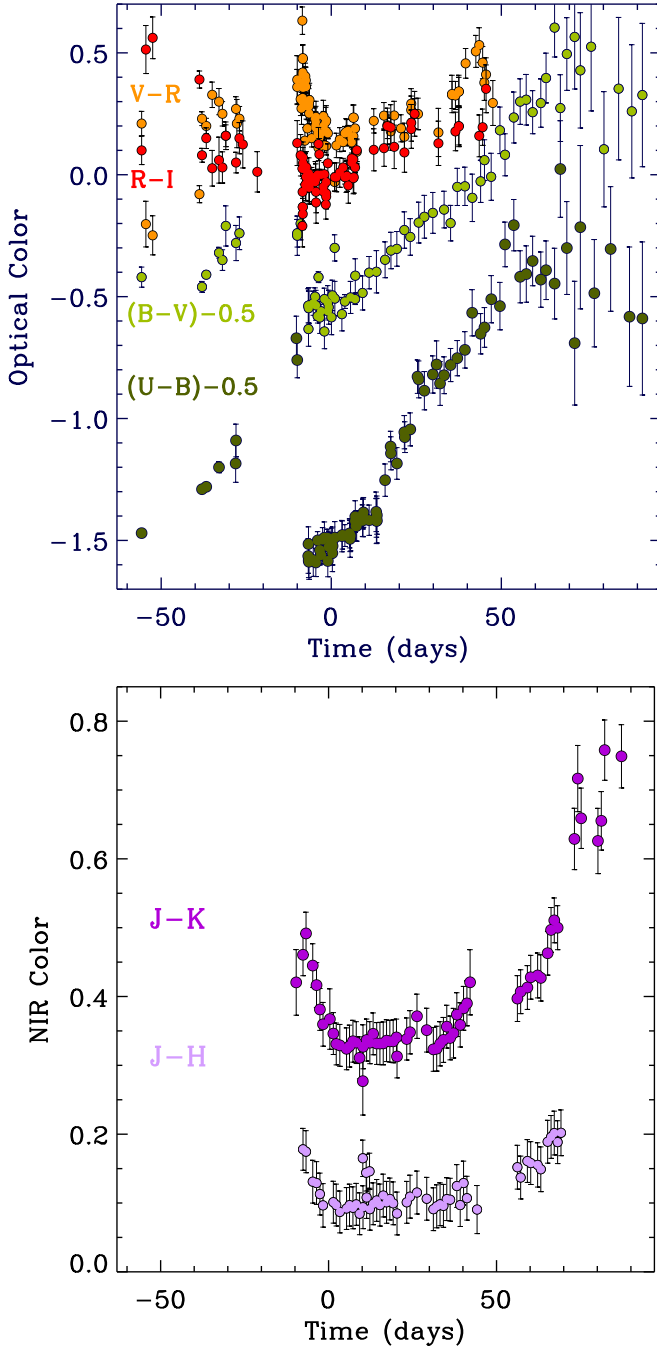 0.5
V−R
R−I
0.0
−0.5
(B−V)−0.5
(U−B)−0.5
−1.0
−1.5
Optical Color
−50 0 50
Time (days)
0.8
0.6
J−K
0.4
J−H
0.2
0.0
NIR Color
−50 0 50
Time (days)